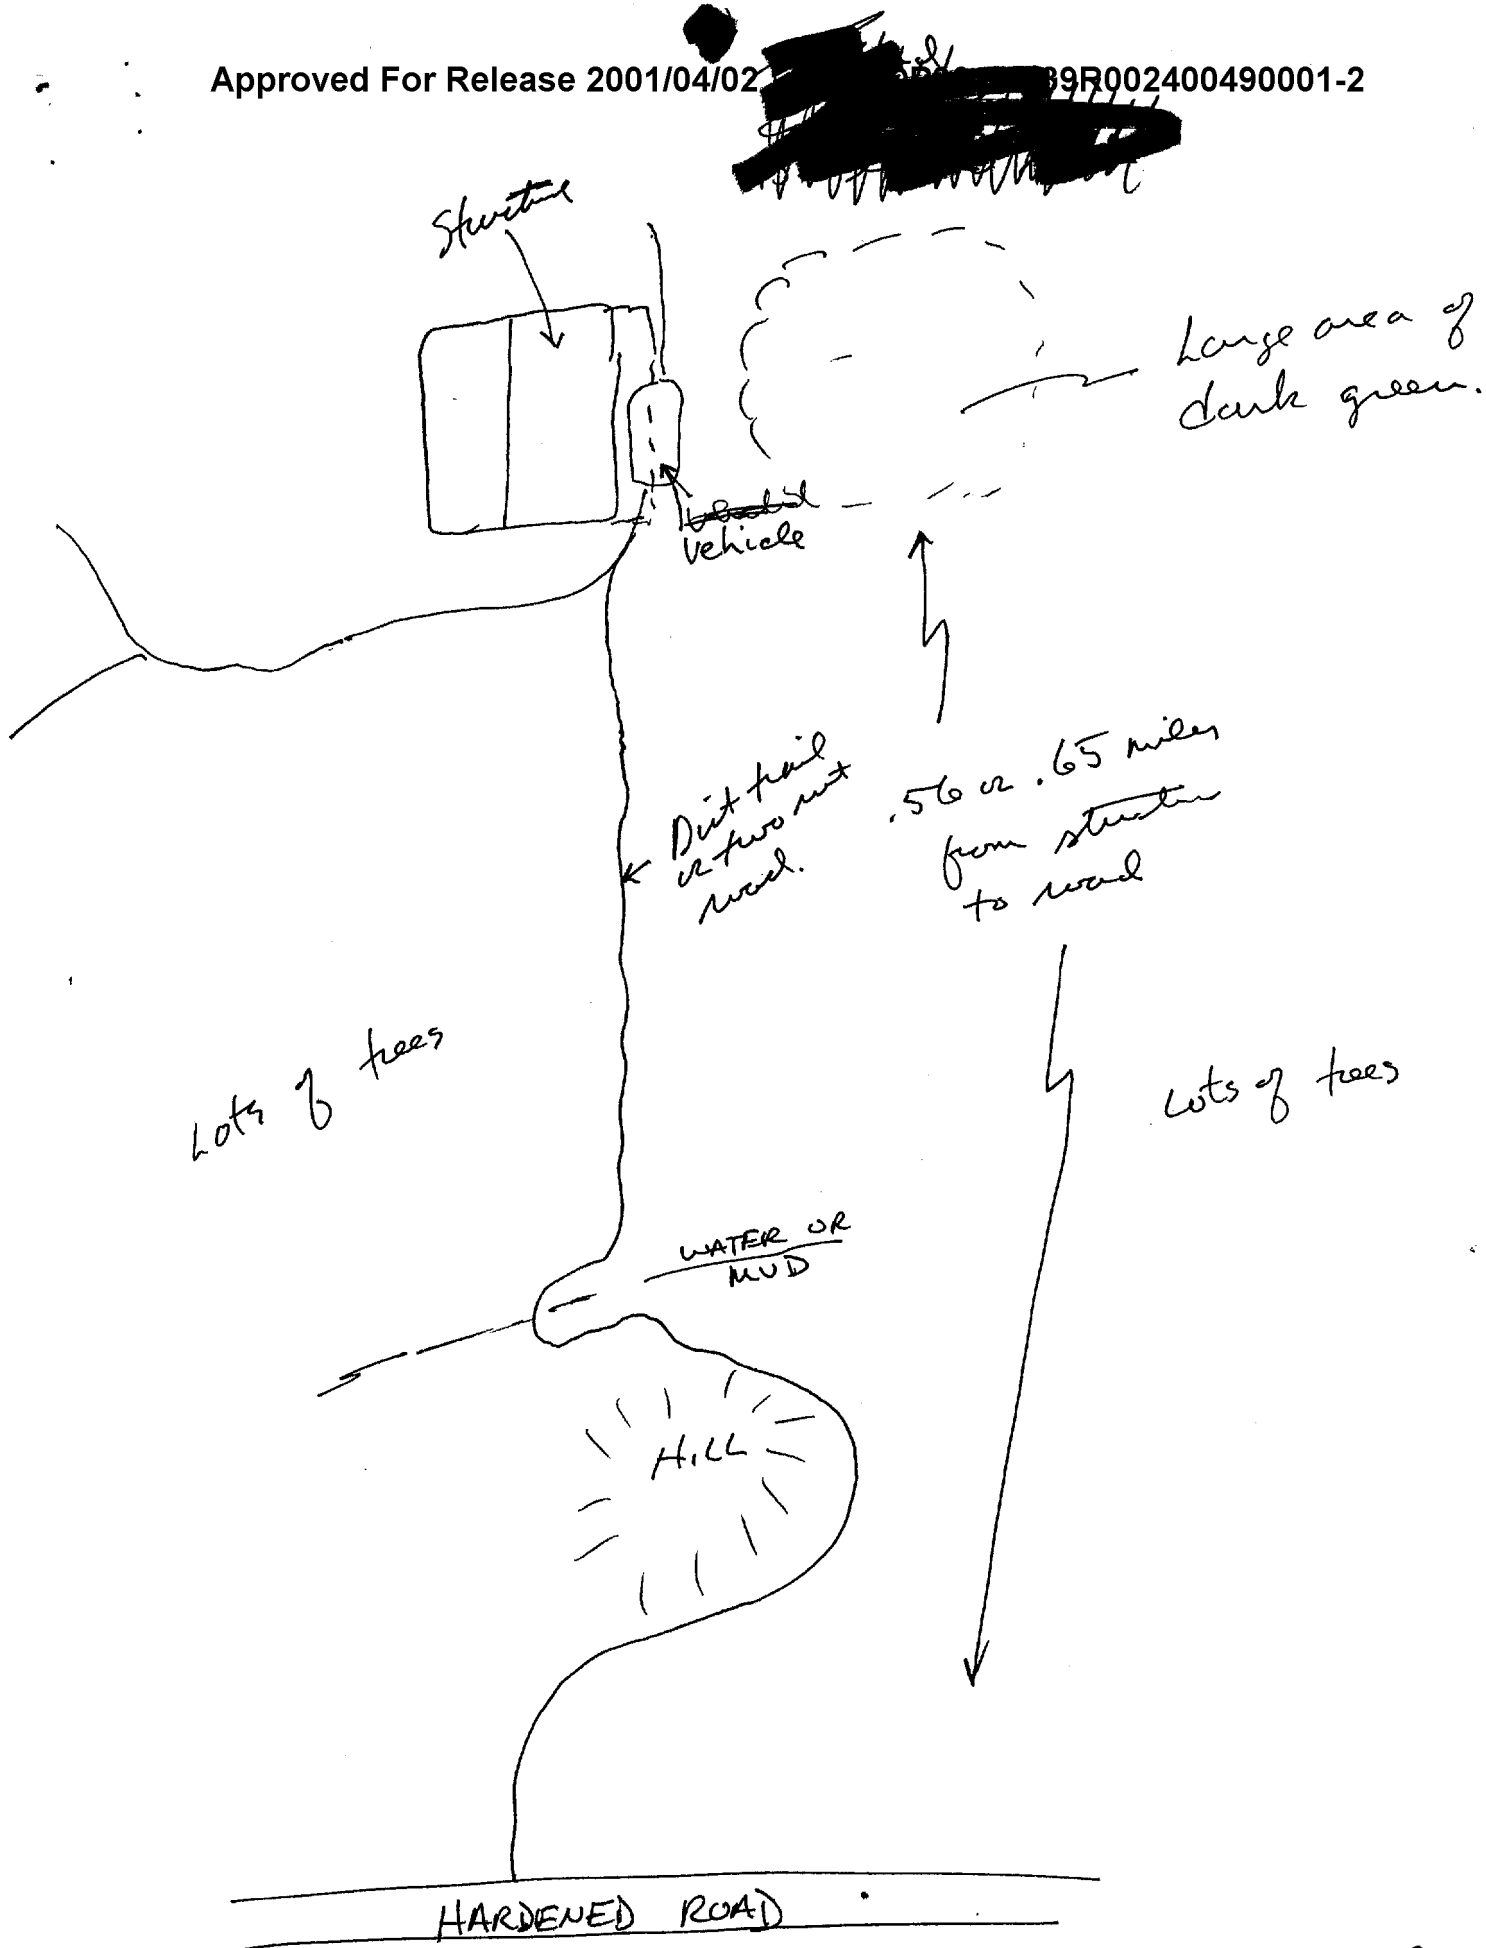 Approved For Release 2001/04/02 39R002400490001-2
Structure
Large area of
dark green.
vehicle
Dirt trail
or two rut
road.
.56 or .65 miles
from structure
to road
Lots of trees
Lots of trees
WATER OR
MUD
HILL
HARDENED ROAD